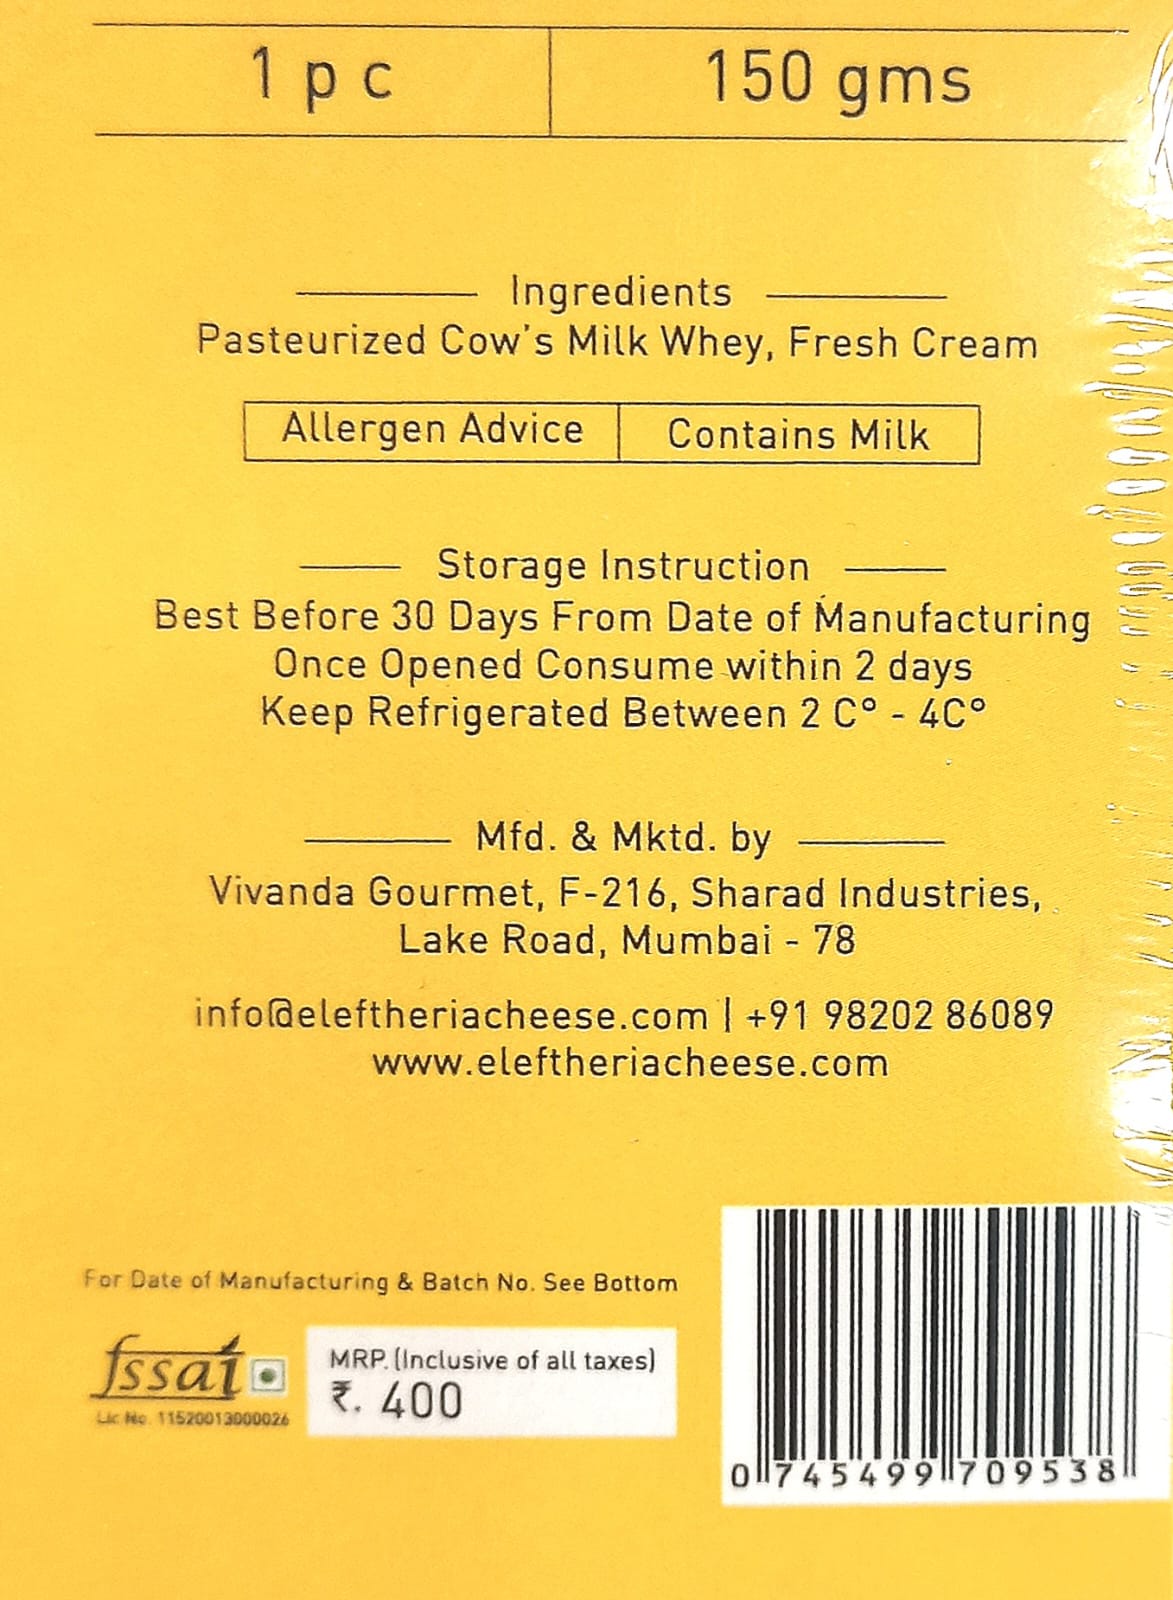 1 pc 150 gms
Ingredients
Pasteurized Cow's Milk Whey, Fresh Cream
Allergen Advice Contains Milk
Storage Instruction
Best Before 30 Days From Date of Manufacturing
Once Opened Consume within 2 days
Keep Refrigerated Between 2 C° - 4C°
Mfd. & Mktd. by
Vivanda Gourmet, F-216, Sharad Industries,
Lake Road, Mumbai - 78
info@eleftheriacheese.com | +91 98202 86089
www.eleftheriacheese.com
For Date of Manufacturing & Batch No. See Bottom
fssai
Lic No. 11520013000026
MRP. (Inclusive of all taxes)
₹. 400
0 745499 709538